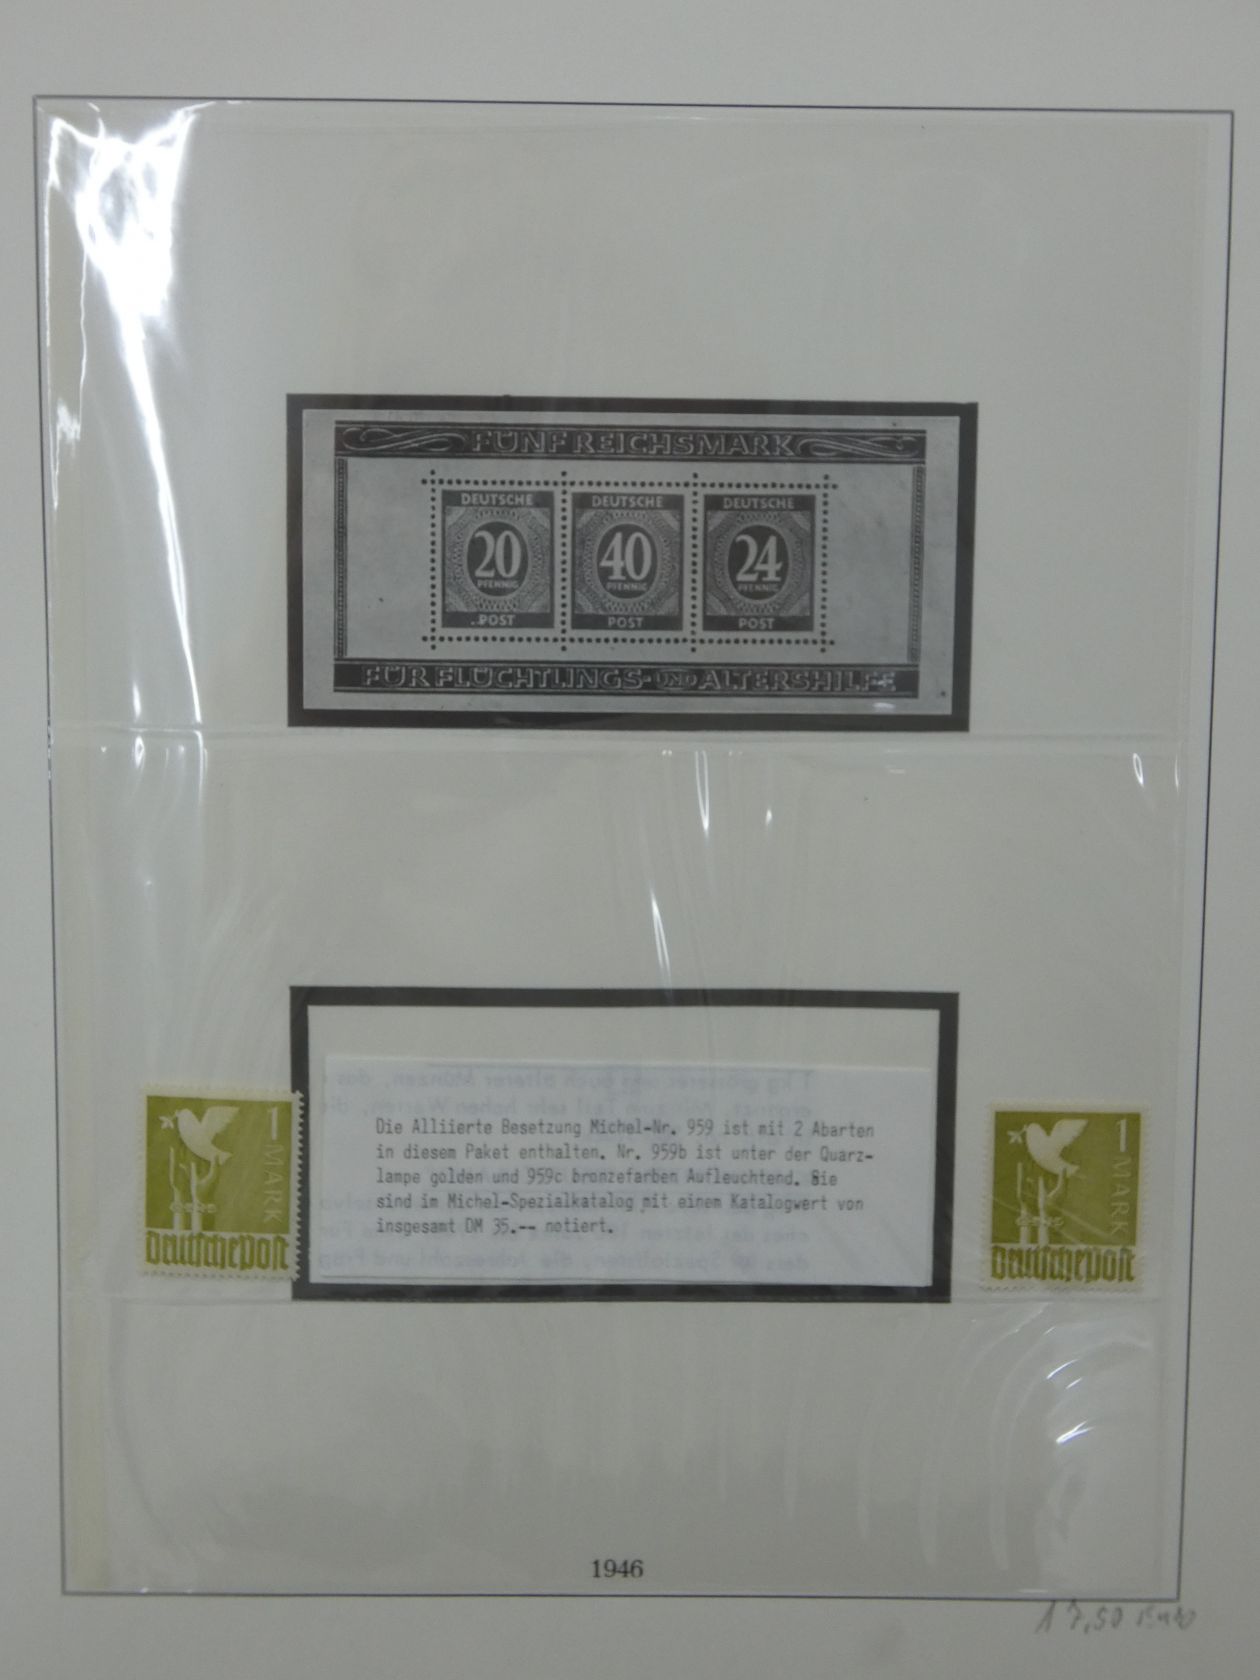 FÜNF REICHSMARK
DEUTSCHE DEUTSCHE DEUTSCHE
20 40 24
PFENNIG PFENNIG PFENNIG
POST POST POST
FÜR FLÜCHTLINGS- UND ALTERSHILFE
Die Alliierte Besetzung Michel-Nr. 959 ist mit 2 Abarten
in diesem Paket enthalten. Nr. 959b ist unter der Quarz-
lampe golden und 959c bronzefarben Aufleuchtend. Sie
sind im Michel-Spezialkatalog mit einem Katalogwert von
insgesamt DM 35.-- notiert.
1 MARK
Deutsche Post
1 MARK
Deutsche Post
1946
17,50 Euro